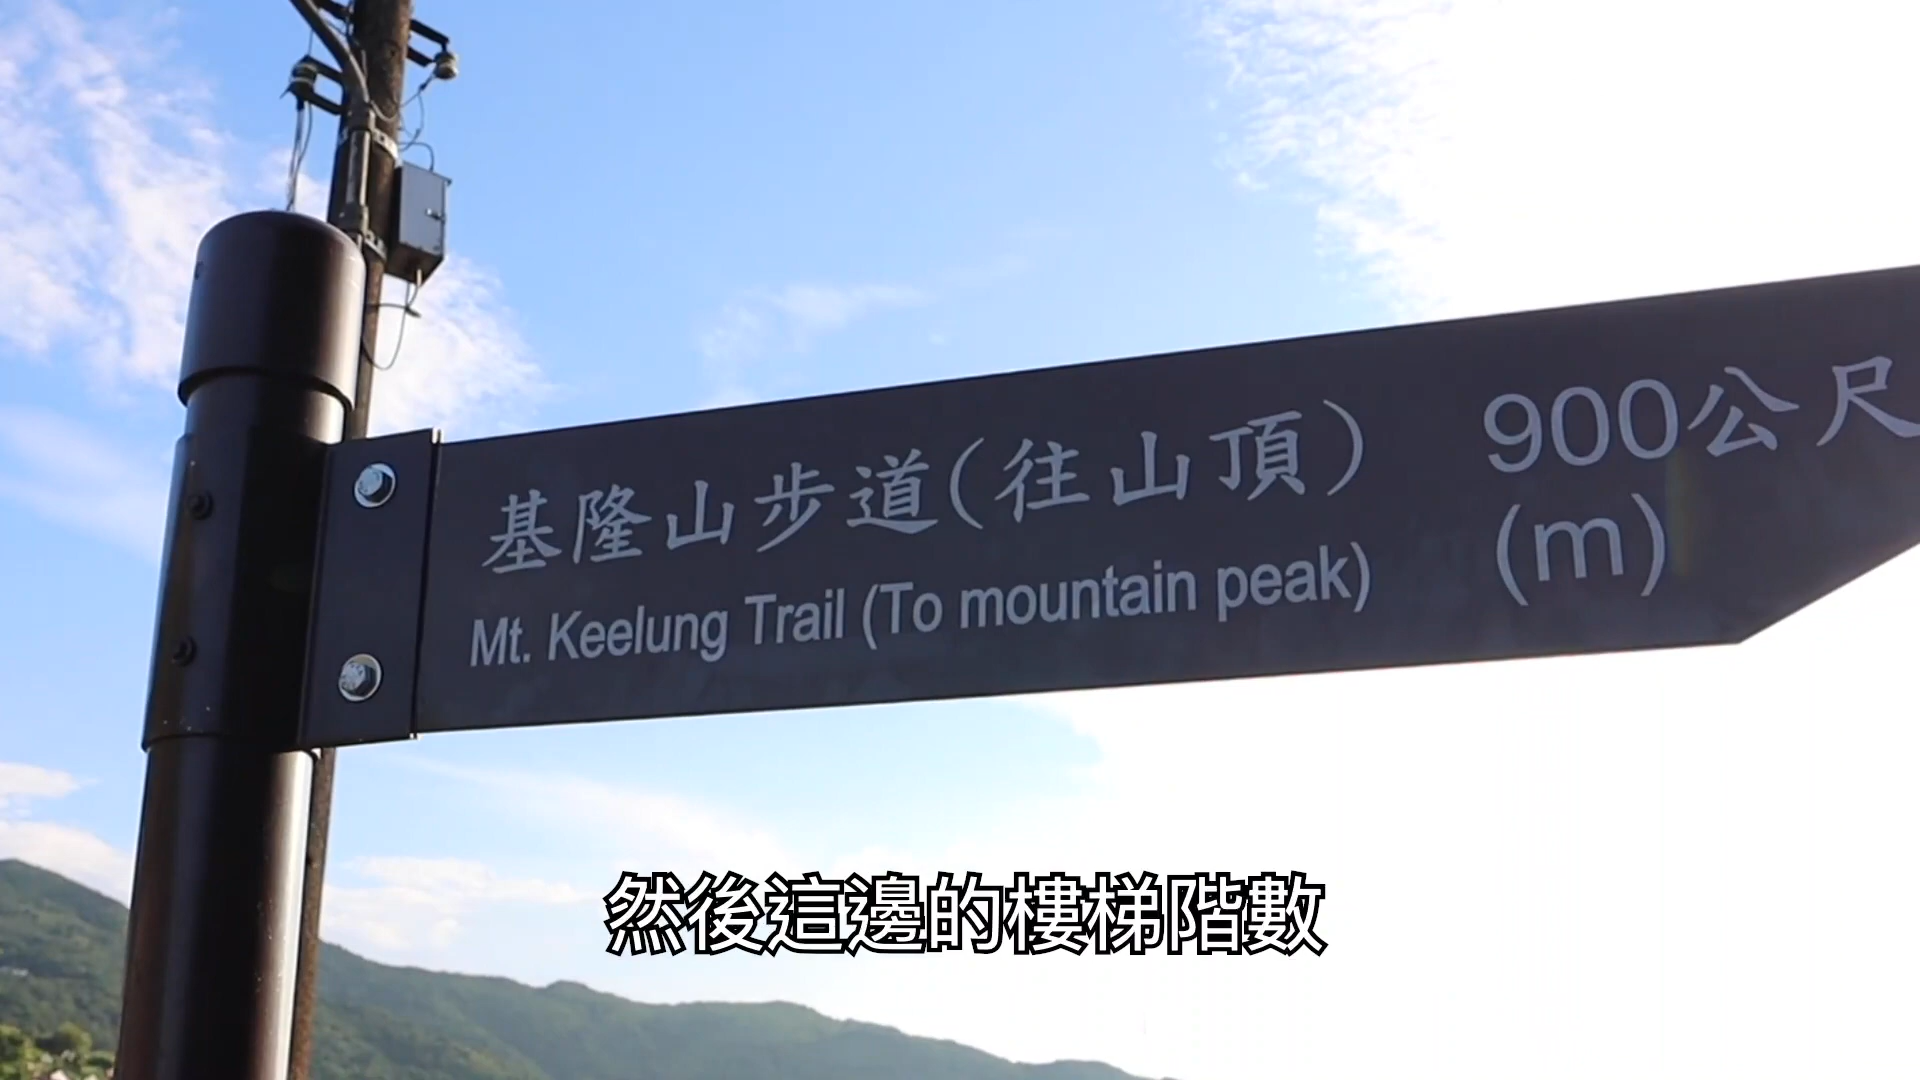 基隆山步道(往山頂) 900公尺
Mt. Keelung Trail (To mountain peak) (m)
然後這邊的樓梯階數